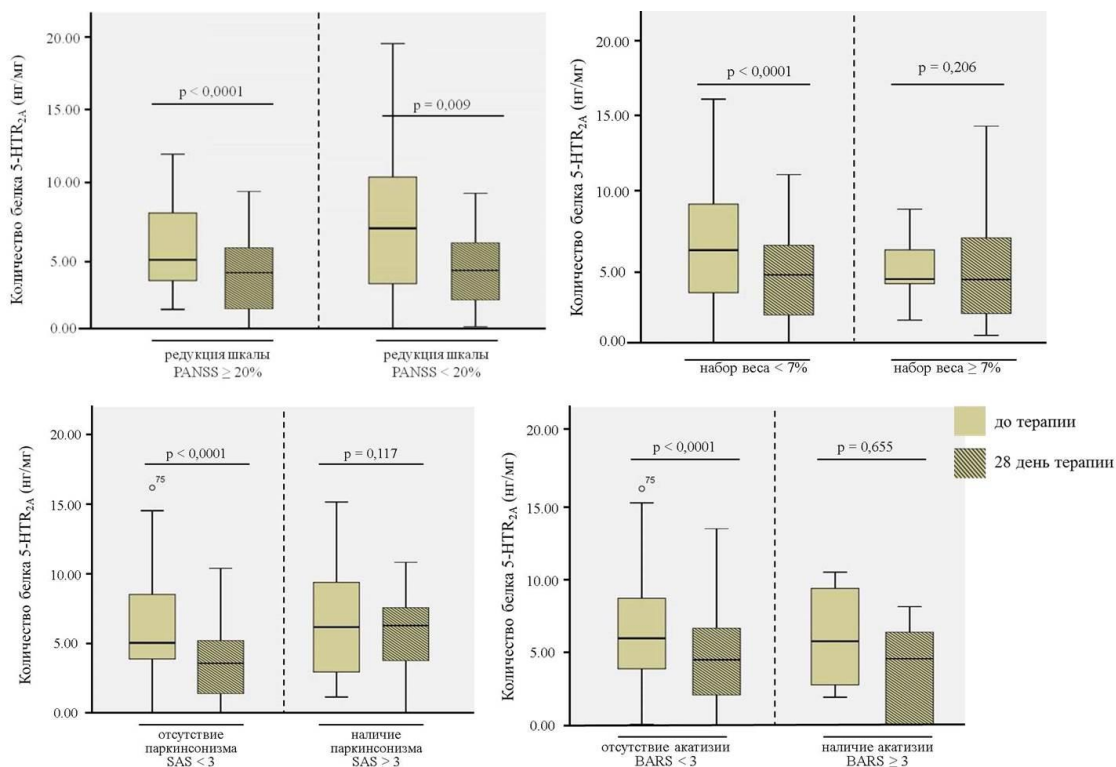 Количество белка 5-HTR2A (нг/мг)
20.00
15.00
10.00
5.00
0.00
p < 0,0001
p = 0,009
редукция шкалы
PANSS ≥ 20%
редукция шкалы
PANSS < 20%
Количество белка 5-HTR2A (нг/мг)
20.00
15.00
10.00
5.00
0.00
p < 0,0001
p = 0,206
набор веса < 7%
набор веса ≥ 7%
Количество белка 5-HTR2A (нг/мг)
20.00
15.00
10.00
5.00
0.00
p < 0,0001
p = 0,117
75
отсутствие
паркинсонизма
SAS < 3
наличие
паркинсонизма
SAS > 3
Количество белка 5-HTR2A (нг/мг)
20.00
15.00
10.00
5.00
0.00
p < 0,0001
p = 0,655
75
отсутствие акатизии
BARS < 3
наличие акатизии
BARS ≥ 3
до терапии
28 день терапии